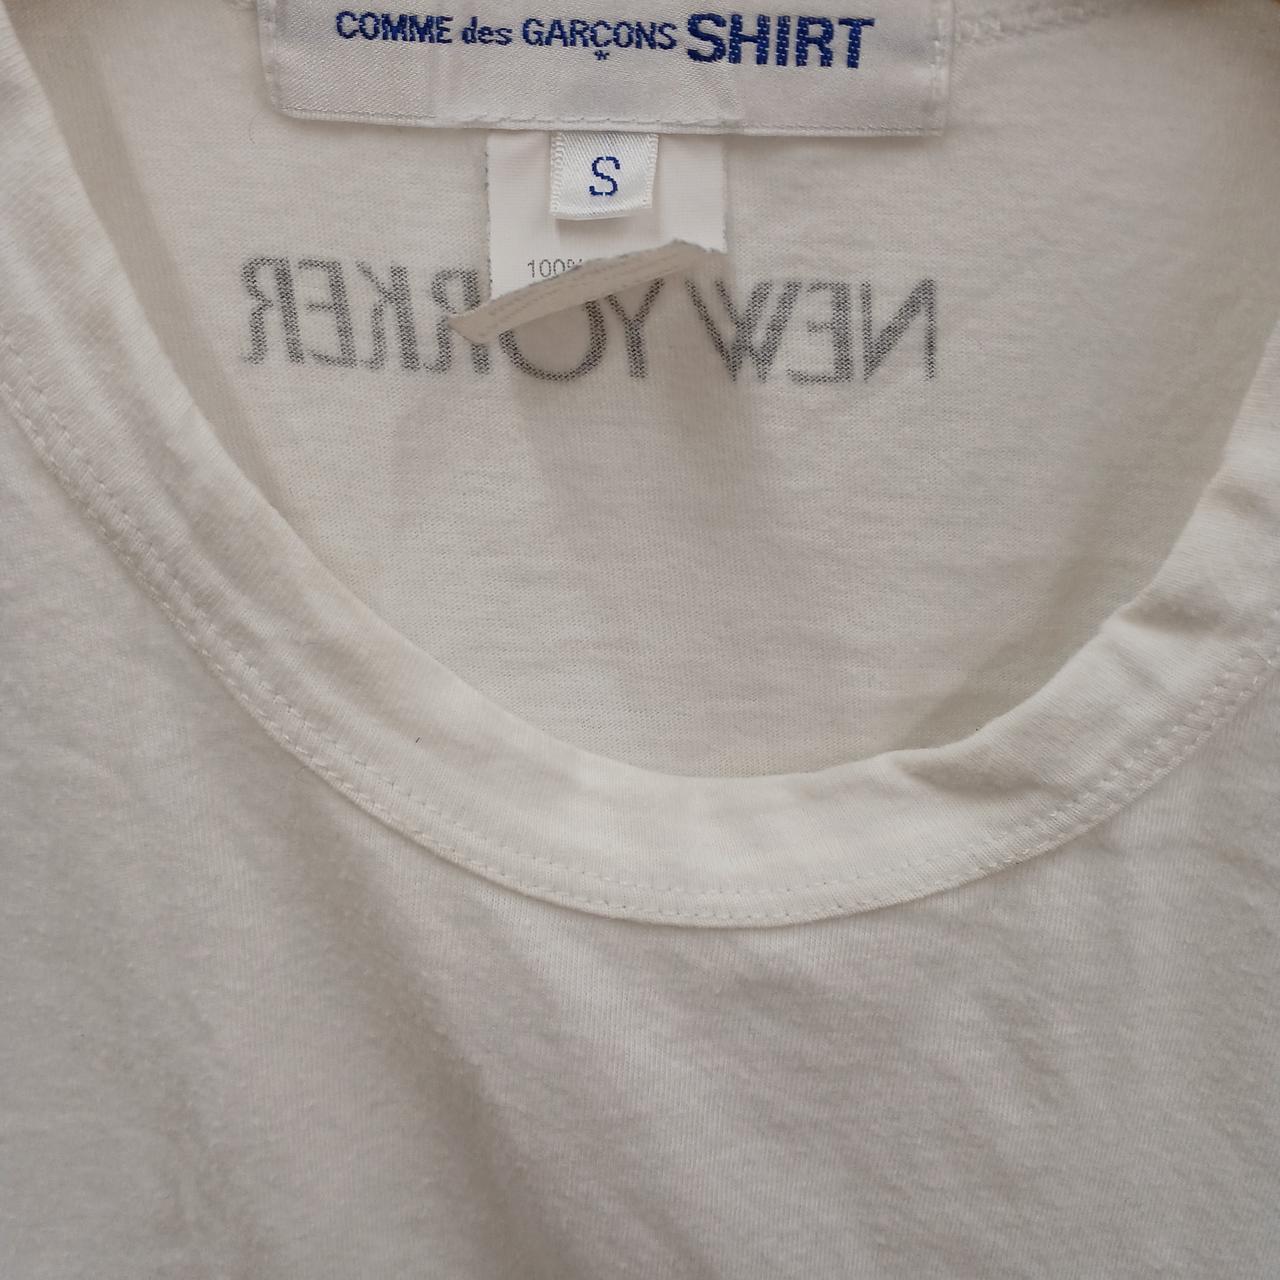 COMME des GARÇONS SHIRT
*
S
100%
NEW YORKER